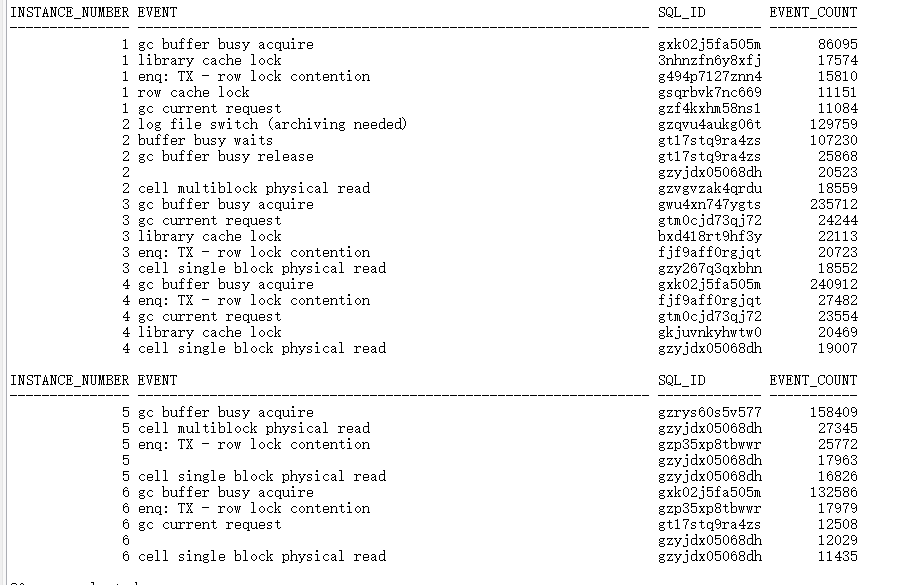 INSTANCE_NUMBER EVENT SQL_ID EVENT_COUNT
--------------- ---------------------------------------------------------------- ------------- -----------
1 gc buffer busy acquire gxk02j5fa505m 86095
1 library cache lock 3nhnzfn6y8xfj 17574
1 enq: TX - row lock contention g494p7127znn4 15810
1 row cache lock gsqrbvk7nc669 11151
1 gc current request gzf4kxhm58ns1 11084
2 log file switch (archiving needed) gzqvu4aukg06t 129759
2 buffer busy waits gt17stq9ra4zs 107230
2 gc buffer busy release gt17stq9ra4zs 25868
2 gzyjdx05068dh 20523
2 cell multiblock physical read gzvgvzak4qrdu 18559
3 gc buffer busy acquire gwu4xn747ygts 235712
3 gc current request gtm0cjd73qj72 24244
3 library cache lock bxd418rt9hf3y 22113
3 enq: TX - row lock contention fjf9aff0rgjqt 20723
3 cell single block physical read gzy267q3qxbhn 18552
4 gc buffer busy acquire gxk02j5fa505m 240912
4 enq: TX - row lock contention fjf9aff0rgjqt 27482
4 gc current request gtm0cjd73qj72 23554
4 library cache lock gkjuvnkyhwtw0 20469
4 cell single block physical read gzyjdx05068dh 19007
INSTANCE_NUMBER EVENT SQL_ID EVENT_COUNT
--------------- ---------------------------------------------------------------- ------------- -----------
5 gc buffer busy acquire gzrys60s5v577 158409
5 cell multiblock physical read gzyjdx05068dh 27345
5 enq: TX - row lock contention gzp35xp8tbwwr 25772
5 gzyjdx05068dh 17963
5 cell single block physical read gzyjdx05068dh 16826
6 gc buffer busy acquire gxk02j5fa505m 132586
6 enq: TX - row lock contention gzp35xp8tbwwr 17979
6 gc current request gt17stq9ra4zs 12508
6 gzyjdx05068dh 12029
6 cell single block physical read gzyjdx05068dh 11435